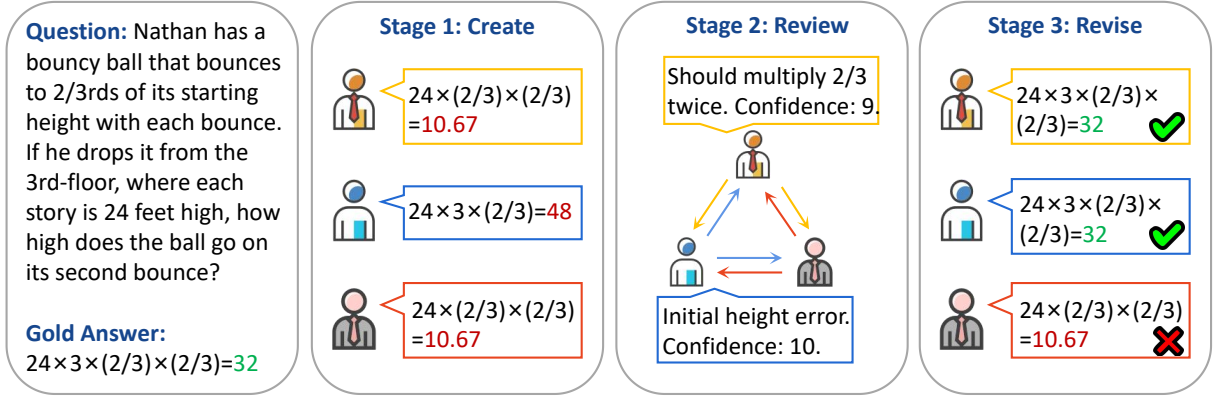 Question: Nathan has a
bouncy ball that bounces
to 2/3rds of its starting
height with each bounce.
If he drops it from the
3rd-floor, where each
story is 24 feet high, how
high does the ball go on
its second bounce?
Gold Answer:
24×3×(2/3)×(2/3)=32
Stage 1: Create
24×(2/3)×(2/3)
=10.67
24×3×(2/3)=48
24×(2/3)×(2/3)
=10.67
Stage 2: Review
Should multiply 2/3
twice. Confidence: 9.
Initial height error.
Confidence: 10.
Stage 3: Revise
24×3×(2/3)×
(2/3)=32
24×3×(2/3)×
(2/3)=32
24×(2/3)×(2/3)
=10.67